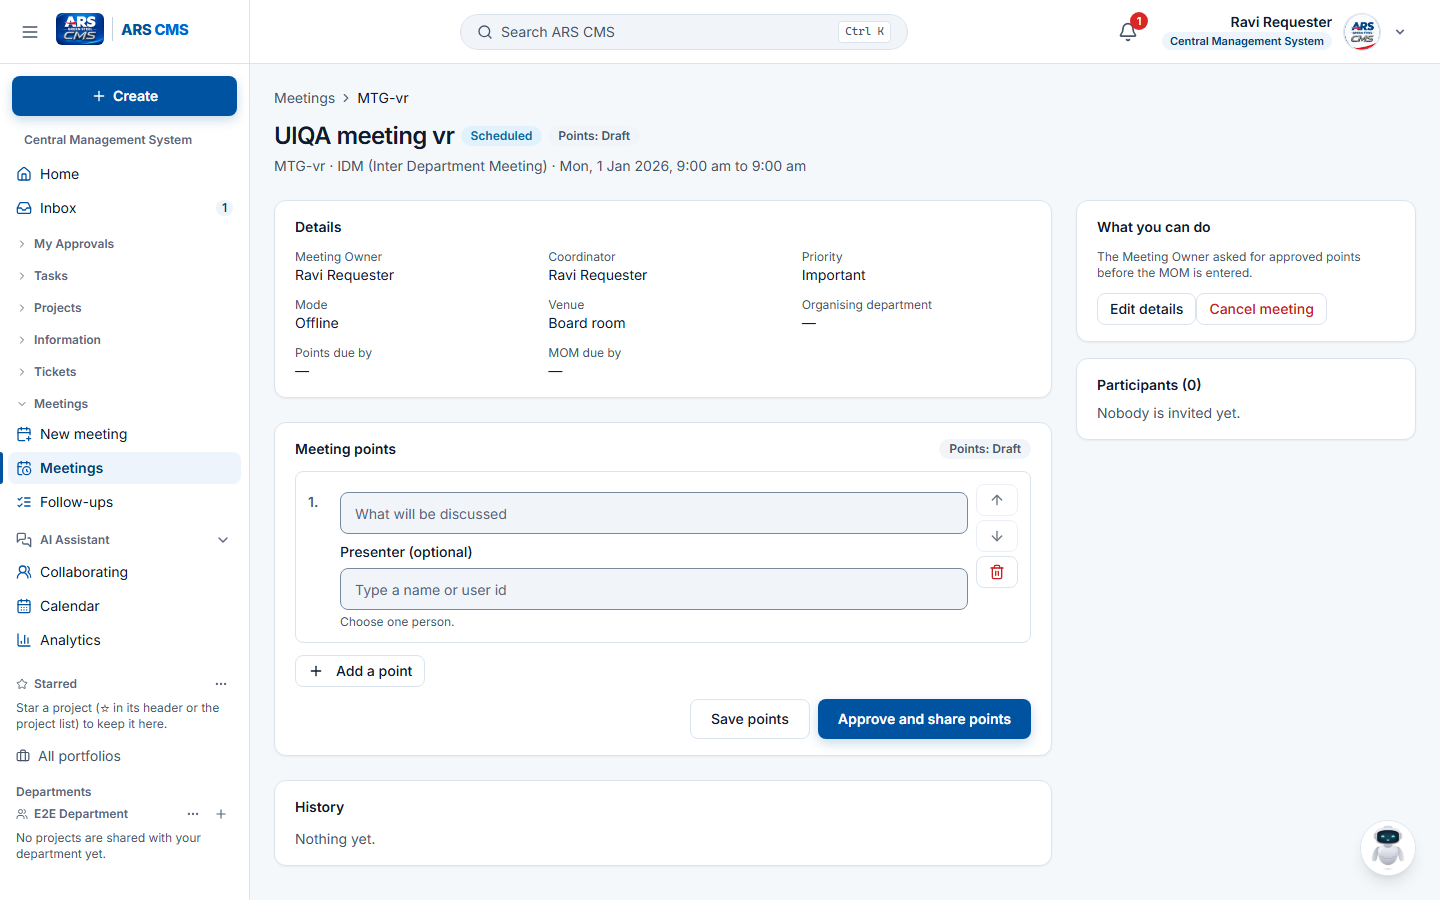 ARS CMS
Search ARS CMS
Ctrl K
1
Ravi Requester
Central Management System
Create
Central Management System
Home
Inbox
1
My Approvals
Tasks
Projects
Information
Tickets
Meetings
New meeting
Meetings
Follow-ups
AI Assistant
Collaborating
Calendar
Analytics
Starred
Star a project (☆ in its header or the
project list) to keep it here.
All portfolios
Departments
E2E Department
No projects are shared with your
department yet.
Meetings > MTG-vr
UIQA meeting vr Scheduled Points: Draft
MTG-vr · IDM (Inter Department Meeting) · Mon, 1 Jan 2026, 9:00 am to 9:00 am
Details
Meeting Owner
Ravi Requester
Coordinator
Ravi Requester
Priority
Important
Mode
Offline
Venue
Board room
Organising department
—
Points due by
—
MOM due by
—
Meeting points
Points: Draft
1.
What will be discussed
Presenter (optional)
Type a name or user id
Choose one person.
Add a point
Save points
Approve and share points
History
Nothing yet.
What you can do
The Meeting Owner asked for approved points
before the MOM is entered.
Edit details
Cancel meeting
Participants (0)
Nobody is invited yet.